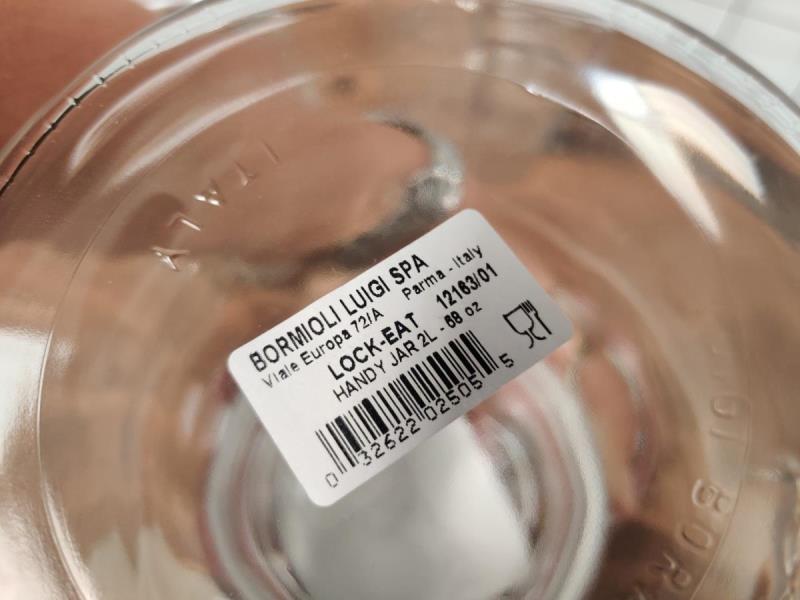 ITALY
BORMIOLI LUIGI SPA
Viale Europa 72/A Parma - Italy
LOCK-EAT 12163/01
HANDY JAR 2L - 68 oz
0 32622 02505 5